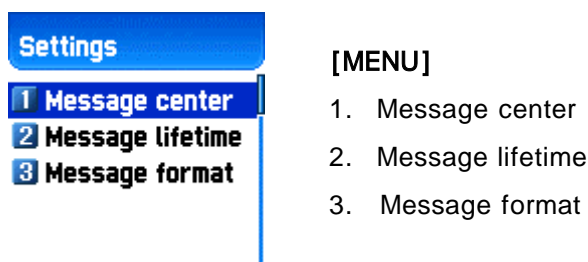 Settings
1 Message center
2 Message lifetime
3 Message format
[MENU]
1. Message center
2. Message lifetime
3. Message format